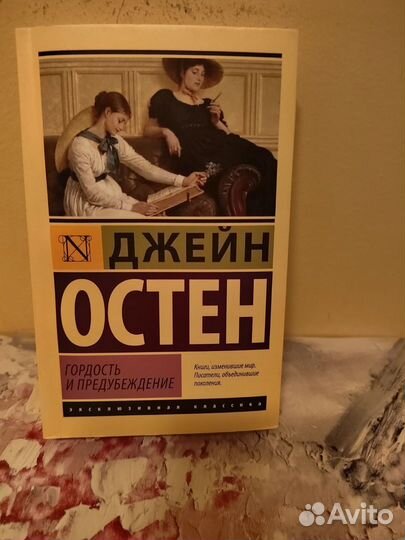 N
ДЖЕЙН
ОСТЕН
ГОРДОСТЬ
И ПРЕДУБЕЖДЕНИЕ
Книги, изменившие мир.
Писатели, объединившие
поколения.
ЭКСКЛЮЗИВНАЯ КЛАССИКА
Avito